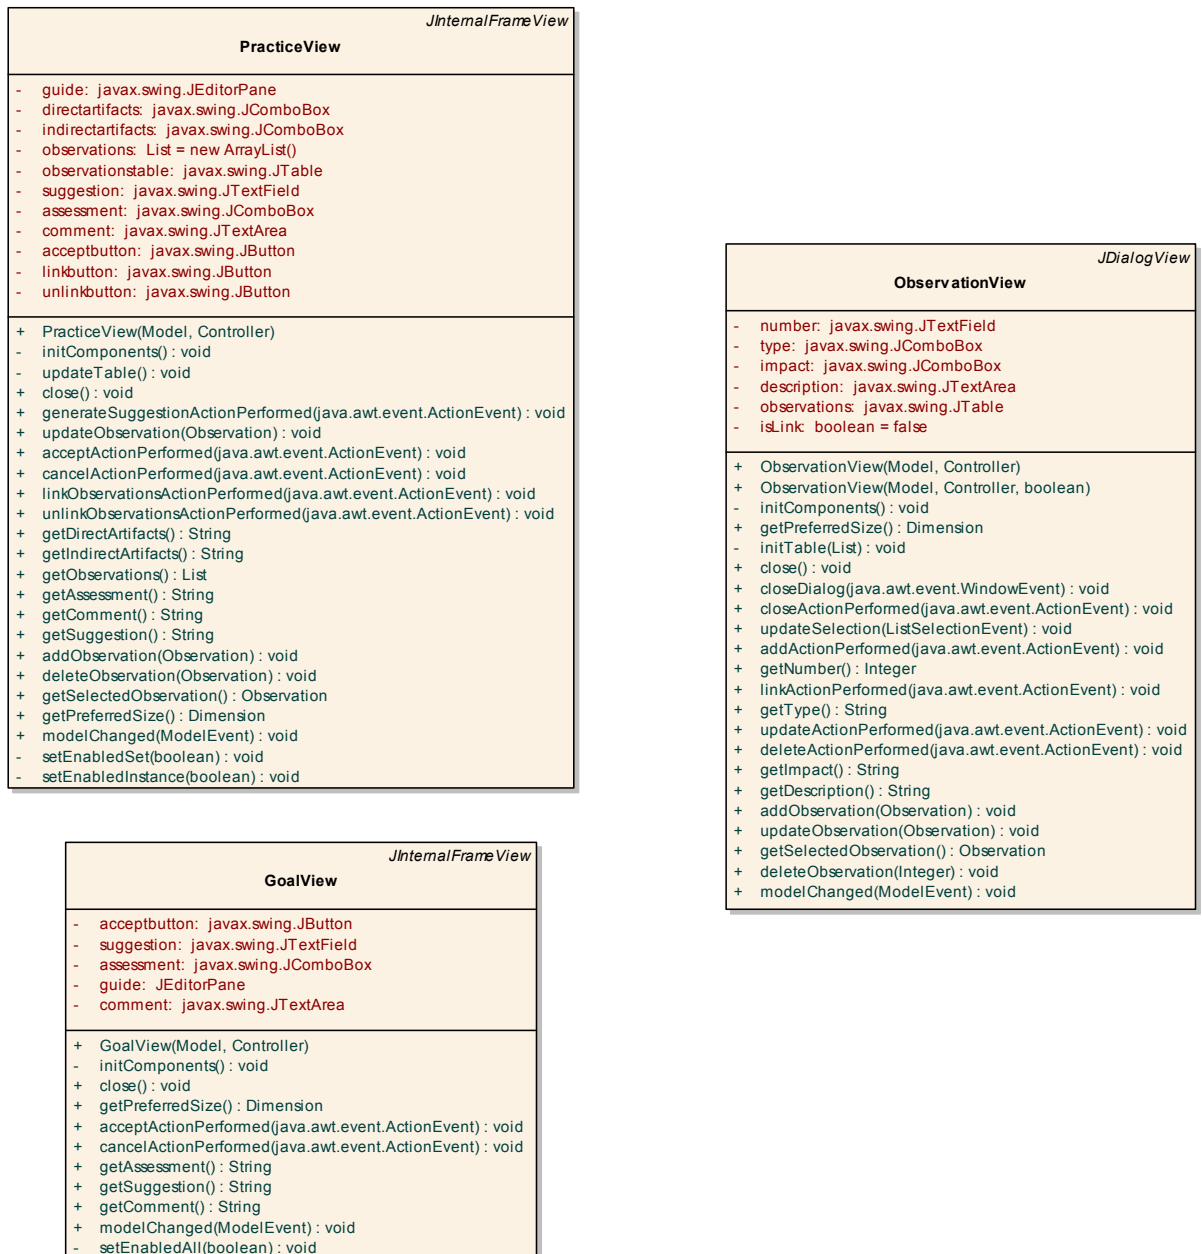 JInternalFrameView
PracticeView
- guide: javax.swing.JEditorPane
- directartifacts: javax.swing.JComboBox
- indirectartifacts: javax.swing.JComboBox
- observations: List = new ArrayList()
- observationstable: javax.swing.JTable
- suggestion: javax.swing.JTextField
- assessment: javax.swing.JComboBox
- comment: javax.swing.JTextArea
- acceptbutton: javax.swing.JButton
- linkbutton: javax.swing.JButton
- unlinkbutton: javax.swing.JButton
+ PracticeView(Model, Controller)
- initComponents() : void
- updateTable() : void
+ close() : void
+ generateSuggestionActionPerformed(java.awt.event.ActionEvent) : void
+ updateObservation(Observation) : void
+ acceptActionPerformed(java.awt.event.ActionEvent) : void
+ cancelActionPerformed(java.awt.event.ActionEvent) : void
+ linkObservationsActionPerformed(java.awt.event.ActionEvent) : void
+ unlinkObservationsActionPerformed(java.awt.event.ActionEvent) : void
+ getDirectArtifacts() : String
+ getIndirectArtifacts() : String
+ getObservations() : List
+ getAssessment() : String
+ getComment() : String
+ getSuggestion() : String
+ addObservation(Observation) : void
+ deleteObservation(Observation) : void
+ getSelectedObservation() : Observation
+ getPreferredSize() : Dimension
+ modelChanged(ModelEvent) : void
- setEnabledSet(boolean) : void
- setEnabledInstance(boolean) : void
JDialogView
ObservationView
- number: javax.swing.JTextField
- type: javax.swing.JComboBox
- impact: javax.swing.JComboBox
- description: javax.swing.JTextArea
- observations: javax.swing.JTable
- isLink: boolean = false
+ ObservationView(Model, Controller)
+ ObservationView(Model, Controller, boolean)
- initComponents() : void
+ getPreferredSize() : Dimension
- initTable(List) : void
+ close() : void
+ closeDialog(java.awt.event.WindowEvent) : void
+ closeActionPerformed(java.awt.event.ActionEvent) : void
+ updateSelection(ListSelectionEvent) : void
+ addActionPerformed(java.awt.event.ActionEvent) : void
+ getNumber() : Integer
+ linkActionPerformed(java.awt.event.ActionEvent) : void
+ getType() : String
+ updateActionPerformed(java.awt.event.ActionEvent) : void
+ deleteActionPerformed(java.awt.event.ActionEvent) : void
+ getImpact() : String
+ getDescription() : String
+ addObservation(Observation) : void
+ updateObservation(Observation) : void
+ getSelectedObservation() : Observation
+ deleteObservation(Integer) : void
+ modelChanged(ModelEvent) : void
JInternalFrameView
GoalView
- acceptbutton: javax.swing.JButton
- suggestion: javax.swing.JTextField
- assessment: javax.swing.JComboBox
- guide: JEditorPane
- comment: javax.swing.JTextArea
+ GoalView(Model, Controller)
- initComponents() : void
+ close() : void
+ getPreferredSize() : Dimension
+ acceptActionPerformed(java.awt.event.ActionEvent) : void
+ cancelActionPerformed(java.awt.event.ActionEvent) : void
+ getAssessment() : String
+ getSuggestion() : String
+ getComment() : String
+ modelChanged(ModelEvent) : void
- setEnabledAll(boolean) : void